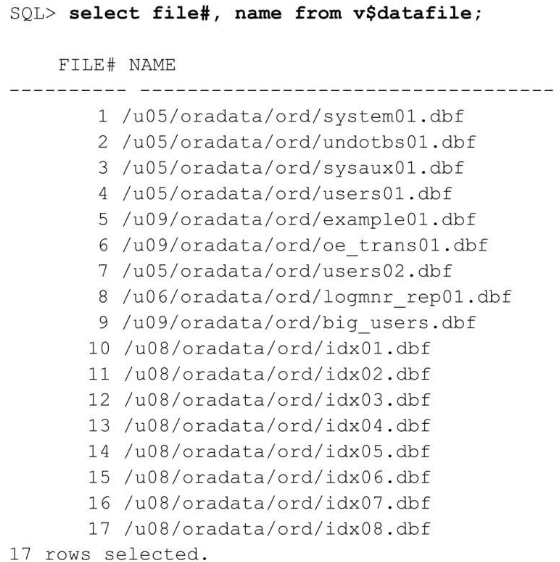 SQL> select file#, name from v$datafile;
FILE# NAME
---------- ------------------------------------
1 /u05/oradata/ord/system01.dbf
2 /u05/oradata/ord/undotbs01.dbf
3 /u05/oradata/ord/sysaux01.dbf
4 /u05/oradata/ord/users01.dbf
5 /u09/oradata/ord/example01.dbf
6 /u09/oradata/ord/oe_trans01.dbf
7 /u05/oradata/ord/users02.dbf
8 /u06/oradata/ord/logmnr_rep01.dbf
9 /u09/oradata/ord/big_users.dbf
10 /u08/oradata/ord/idx01.dbf
11 /u08/oradata/ord/idx02.dbf
12 /u08/oradata/ord/idx03.dbf
13 /u08/oradata/ord/idx04.dbf
14 /u08/oradata/ord/idx05.dbf
15 /u08/oradata/ord/idx06.dbf
16 /u08/oradata/ord/idx07.dbf
17 /u08/oradata/ord/idx08.dbf
17 rows selected.